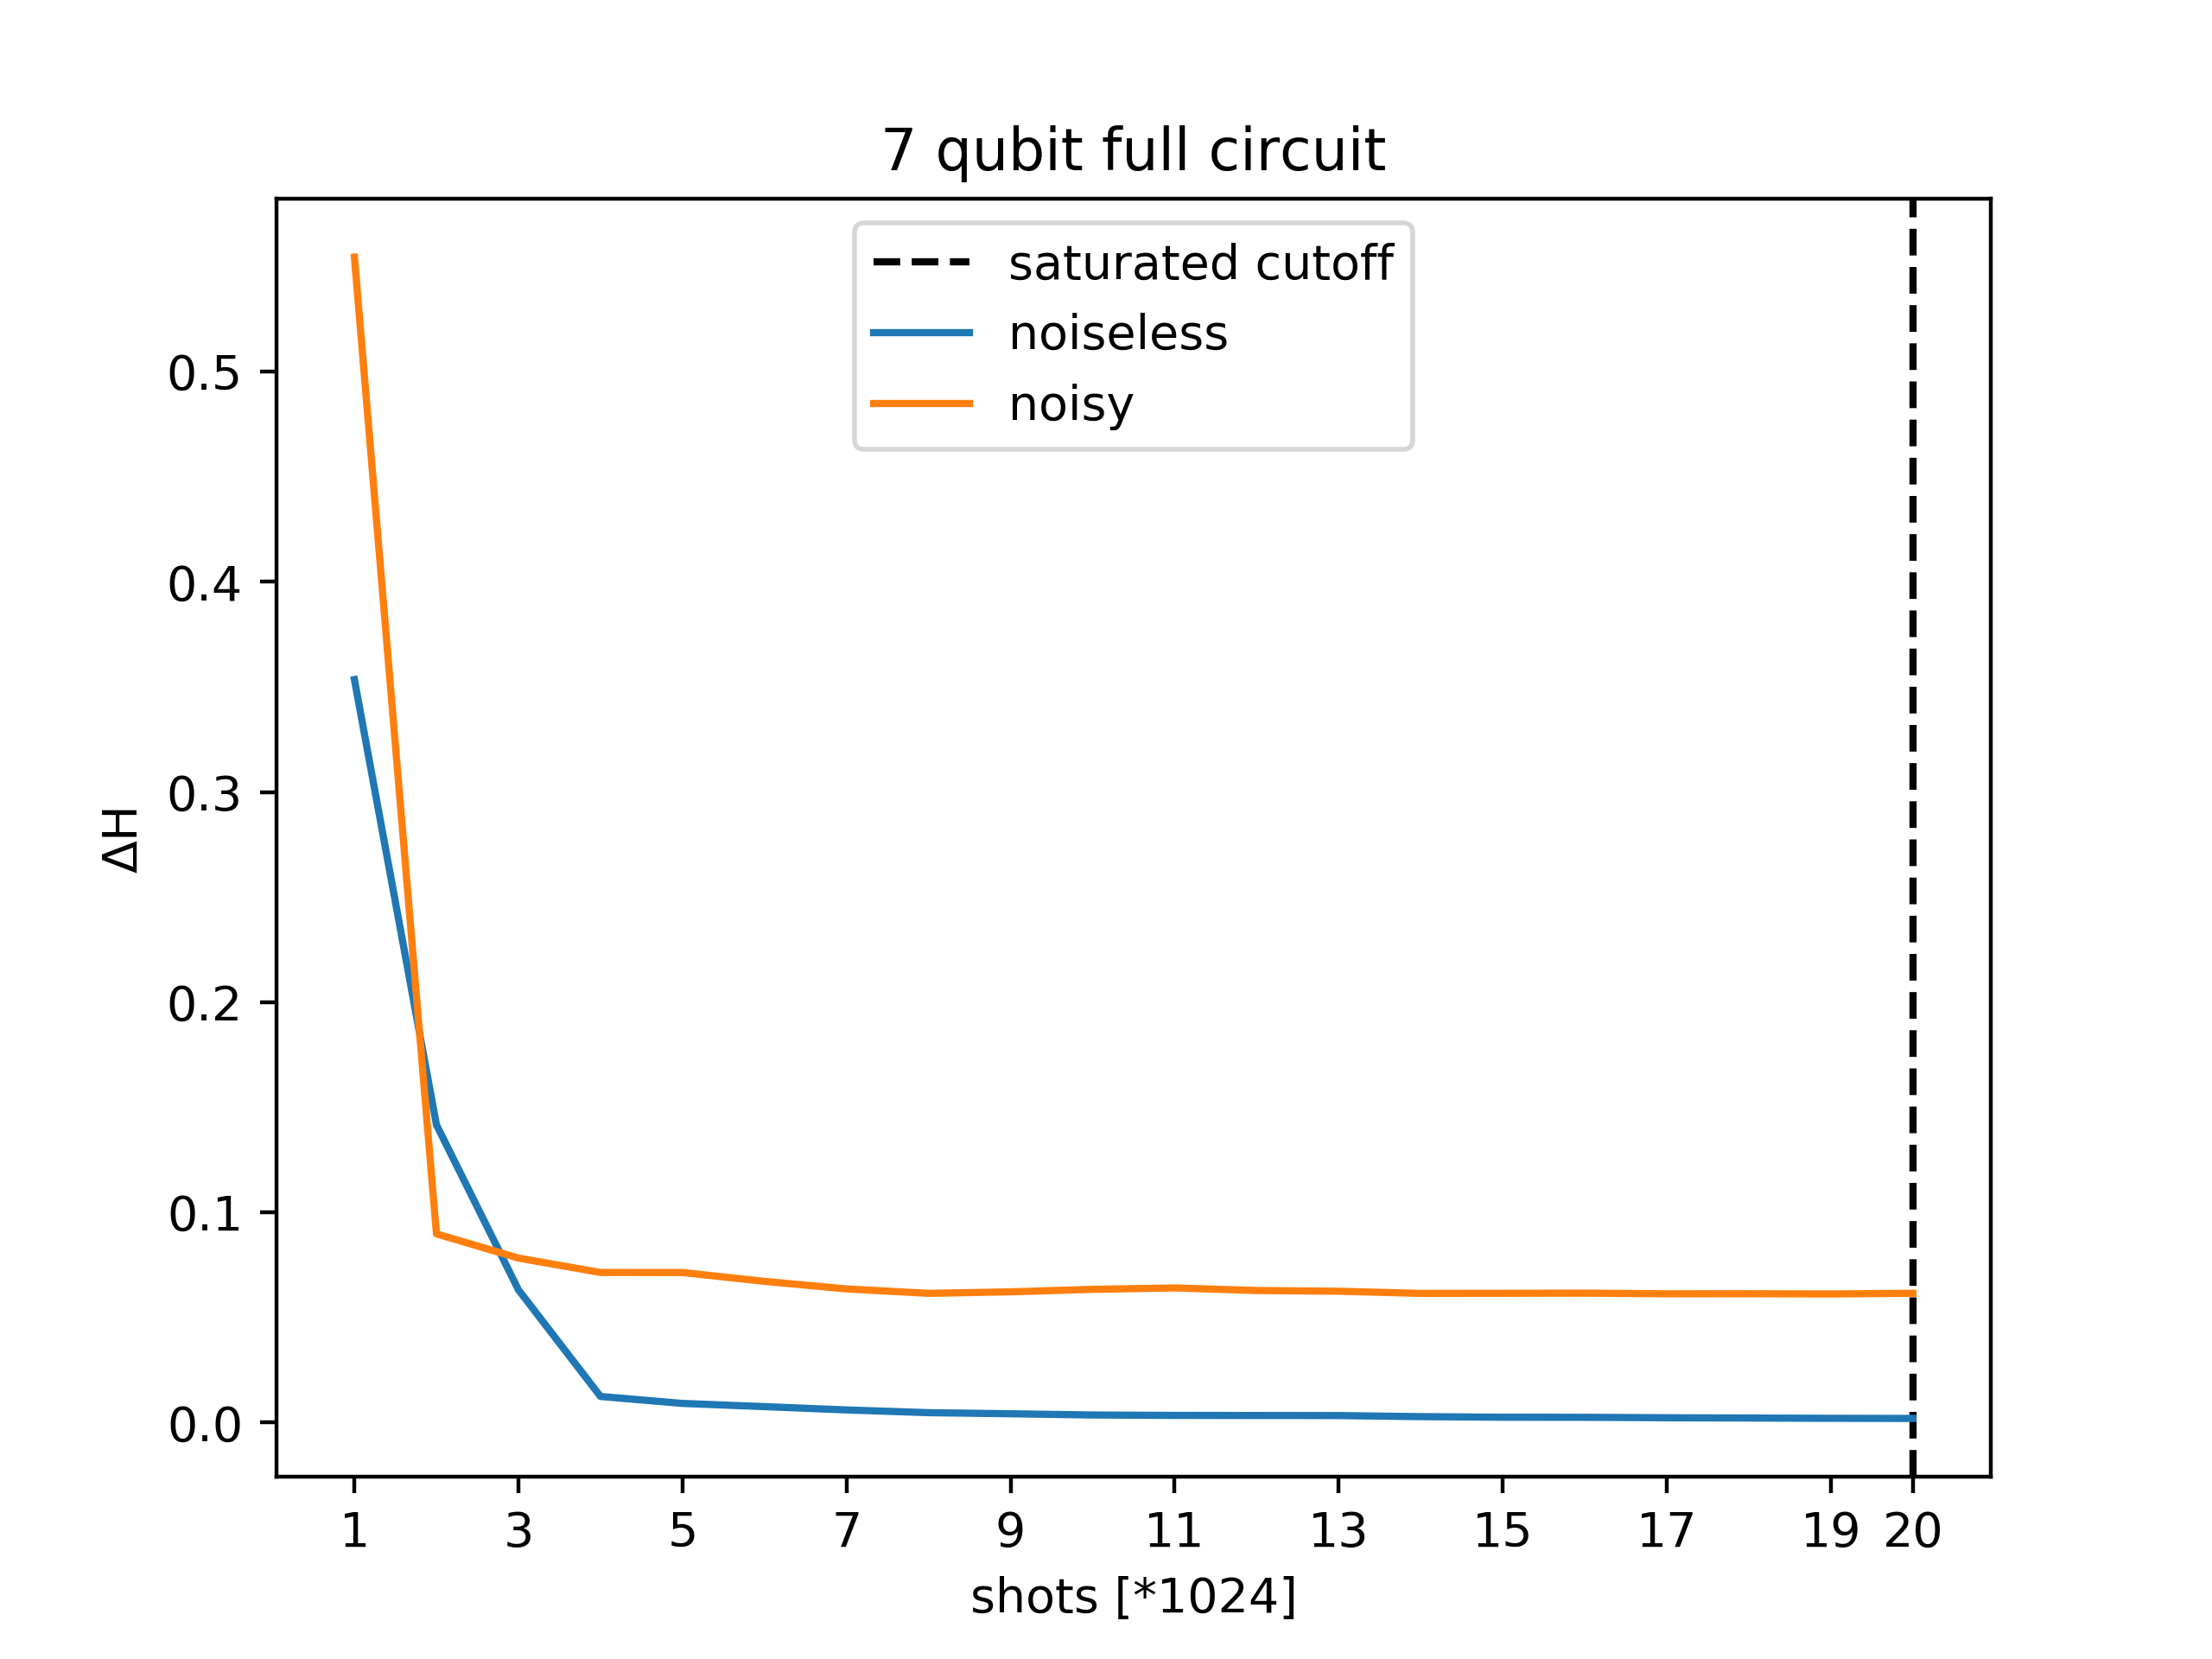 7 qubit full circuit
saturated cutoff
noiseless
noisy
0.5
0.4
0.3
0.2
0.1
0.0
ΔH
1 3 5 7 9 11 13 15 17 19 20
shots [*1024]